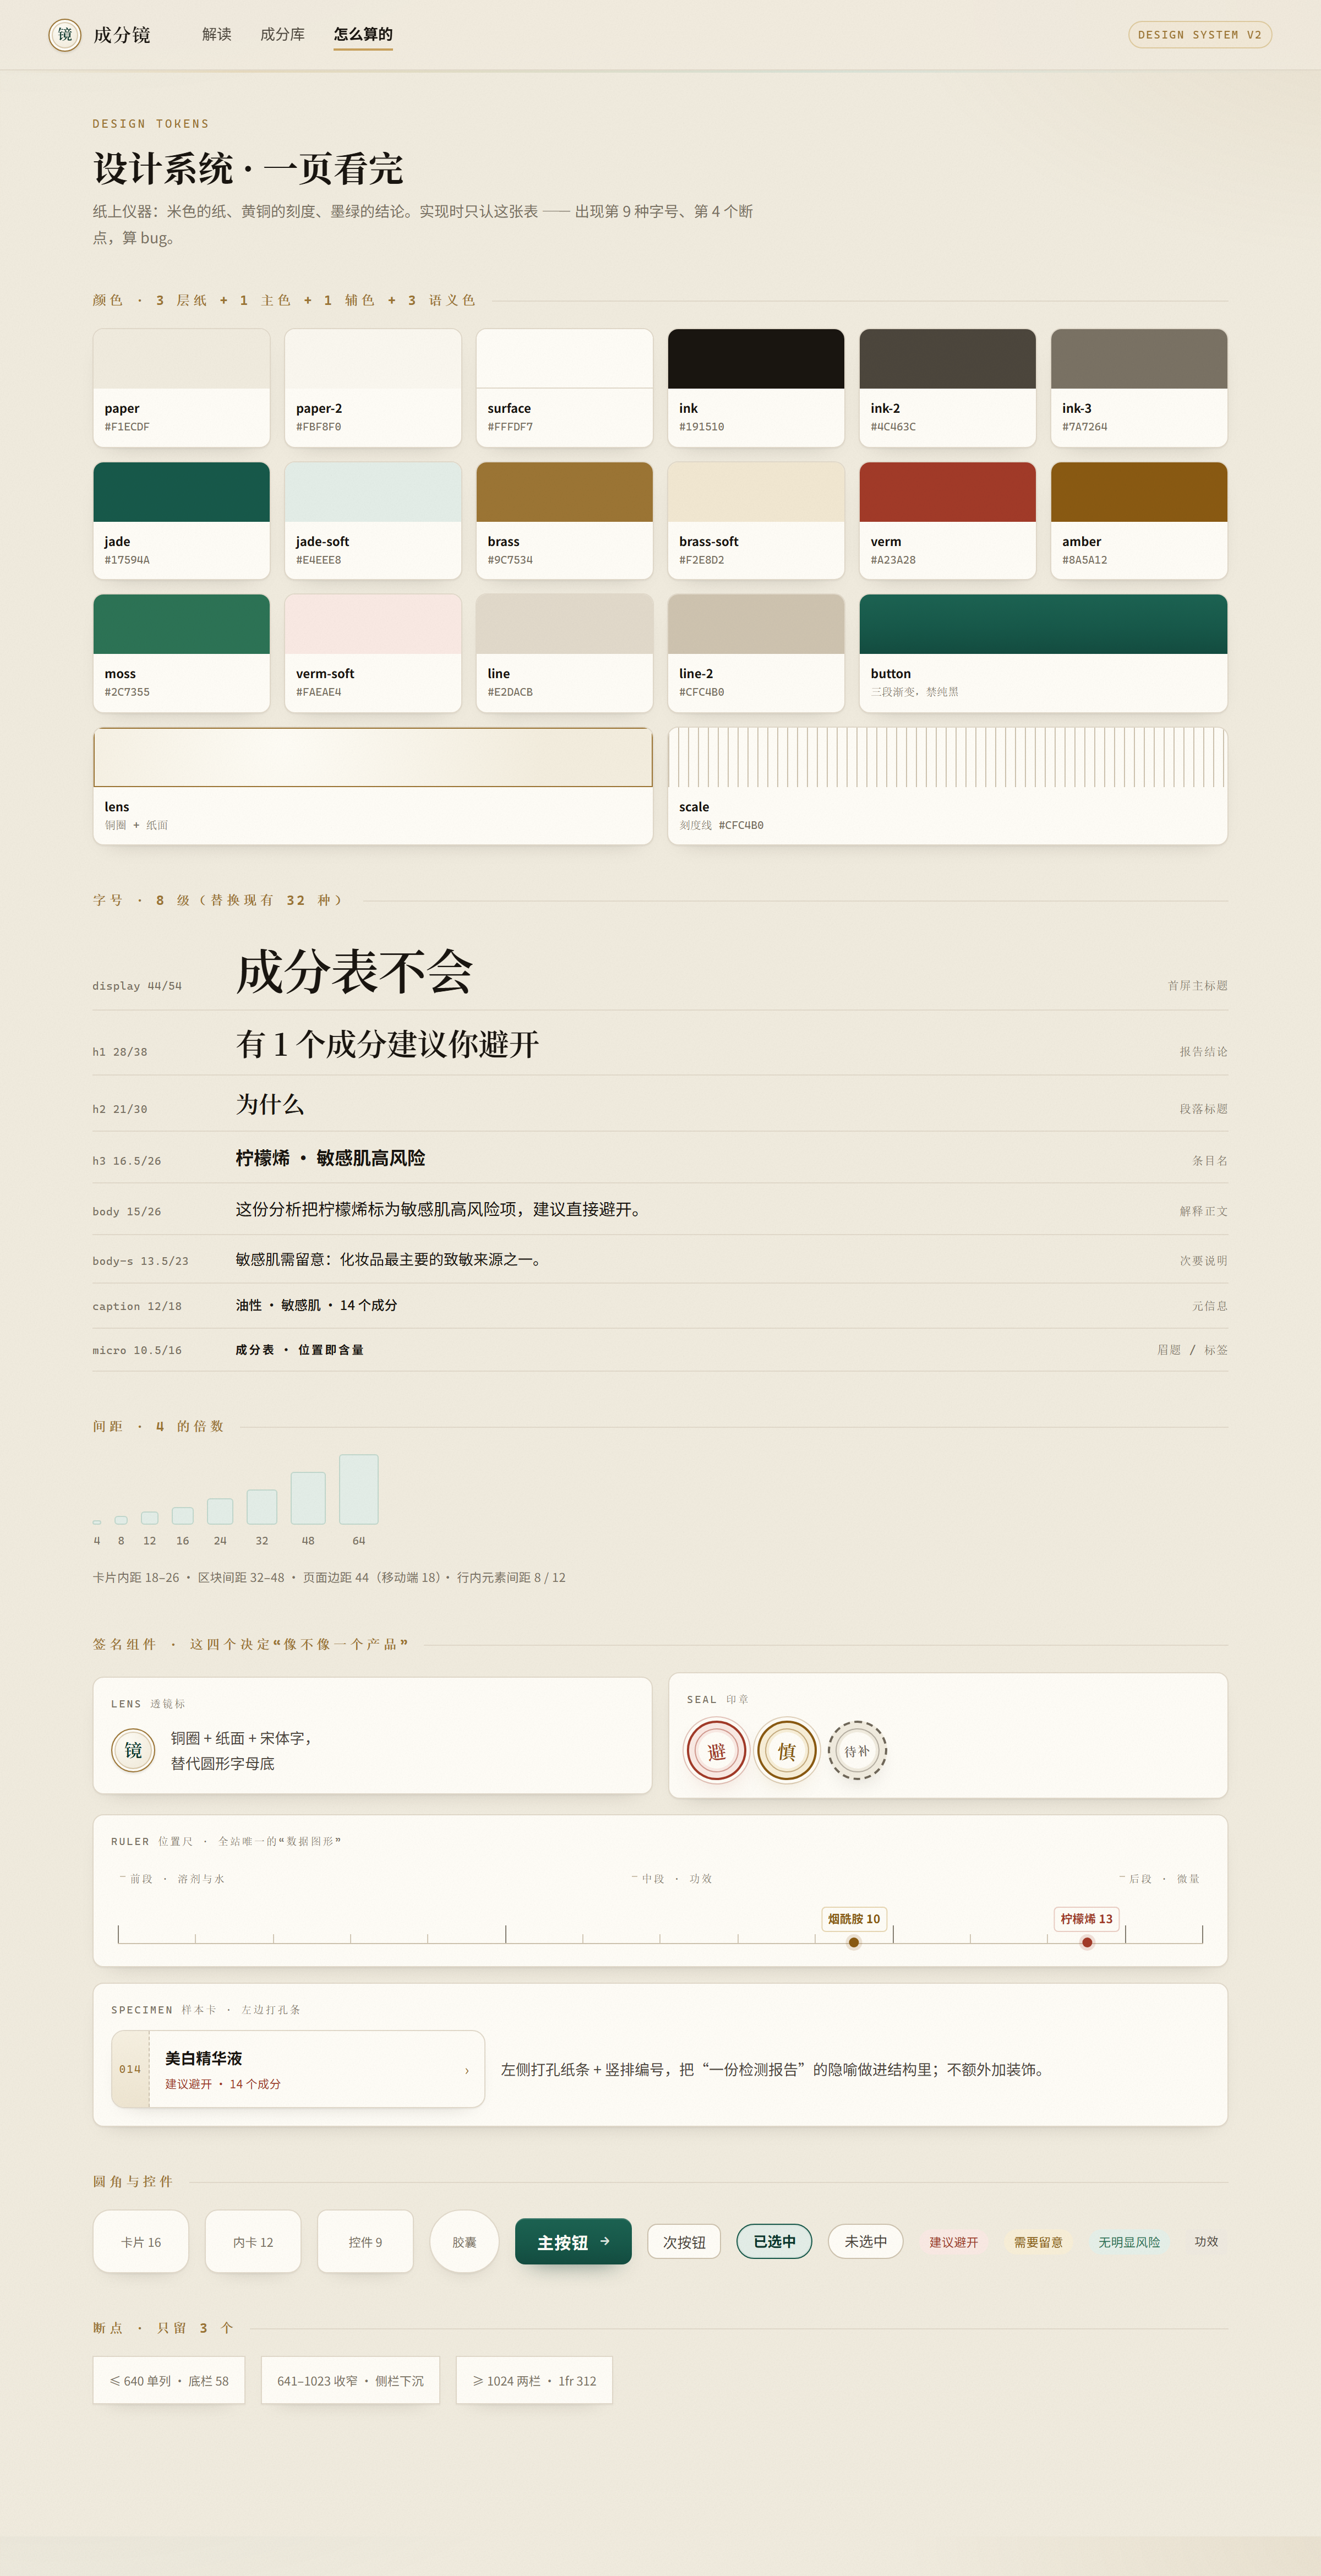 镜 成分镜 解读 成分库 怎么算的 DESIGN SYSTEM V2
DESIGN TOKENS
设计系统 · 一页看完
纸上仪器：米色的纸、黄铜的刻度、墨绿的结论。实现时只认这张表 —— 出现第 9 种字号、第 4 个断
点，算 bug。
颜色 · 3 层纸 + 1 主色 + 1 辅色 + 3 语义色
paper
#F1ECDF
paper-2
#FBF8F0
surface
#FFFDF7
ink
#191510
ink-2
#4C463C
ink-3
#7A7264
jade
#17594A
jade-soft
#E4EEE8
brass
#9C7534
brass-soft
#F2E8D2
verm
#A23A28
amber
#8A5A12
moss
#2C7355
verm-soft
#FAEAE4
line
#E2DACB
line-2
#CFC4B0
button
三段渐变，禁纯黑
lens
铜圈 + 纸面
scale
刻度线 #CFC4B0
字号 · 8 级（替换现有 32 种）
display 44/54 成分表不会 首屏主标题
h1 28/38 有 1 个成分建议你避开 报告结论
h2 21/30 为什么 段落标题
h3 16.5/26 柠檬烯 · 敏感肌高风险 条目名
body 15/26 这份分析把柠檬烯标为敏感肌高风险项，建议直接避开。 解释正文
body-s 13.5/23 敏感肌需留意：化妆品最主要的致敏来源之一。 次要说明
caption 12/18 油性 · 敏感肌 · 14 个成分 元信息
micro 10.5/16 成分表 · 位置即含量 眉题 / 标签
间距 · 4 的倍数
4 8 12 16 24 32 48 64
卡片内距 18–26 · 区块间距 32–48 · 页面边距 44（移动端 18）· 行内元素间距 8 / 12
签名组件 · 这四个决定“像不像一个产品”
LENS 透镜标
镜
铜圈 + 纸面 + 宋体字，
替代圆形字母底
SEAL 印章
避 慎 待补
RULER 位置尺 · 全站唯一的“数据图形”
前段 · 溶剂与水 中段 · 功效 后段 · 微量
烟酰胺 10 柠檬烯 13
SPECIMEN 样本卡 · 左边打孔条
014
美白精华液
建议避开 · 14 个成分
›
左侧打孔纸条 + 竖排编号，把“一份检测报告”的隐喻做进结构里；不额外加装饰。
圆角与控件
卡片 16 内卡 12 控件 9 胶囊 主按钮 → 次按钮 已选中 未选中 建议避开 需要留意 无明显风险 功效
断点 · 只留 3 个
≤ 640 单列 · 底栏 58 641–1023 收窄 · 侧栏下沉 ≥ 1024 两栏 · 1fr 312